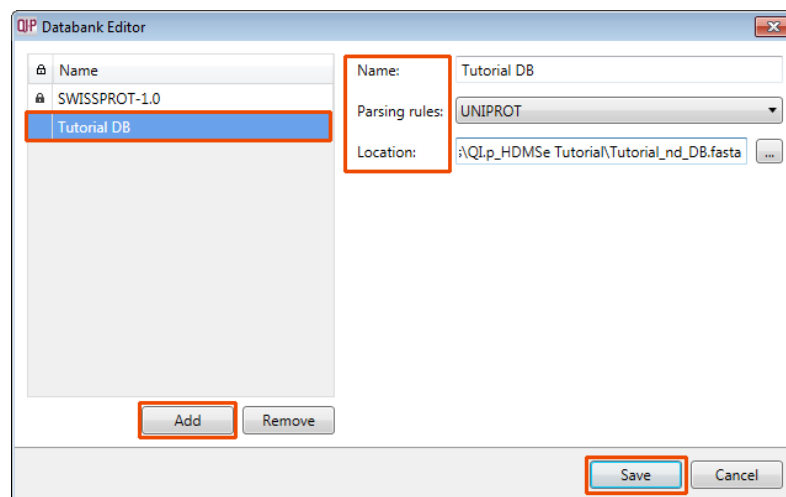 QIP Databank Editor
Name
SWISSPROT-1.0
Tutorial DB
Name: Tutorial DB
Parsing rules: UNIPROT
Location: ;\QI.p_HDMSe Tutorial\Tutorial_nd_DB.fasta ...
Add Remove
Save Cancel